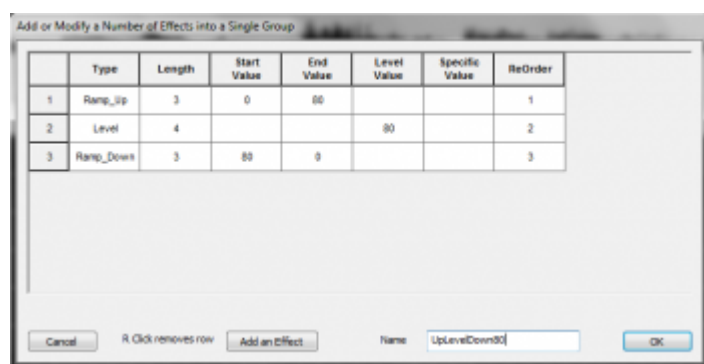 Add or Modify a Number of Effects into a Single Group
Type Length Start Value End Value Level Value Specific Value ReOrder
1 Ramp_Up 3 0 80 1
2 Level 4 80 2
3 Ramp_Down 3 80 0 3
Cancel R Click removes row Add an Effect Name UpLevelDown80 OK